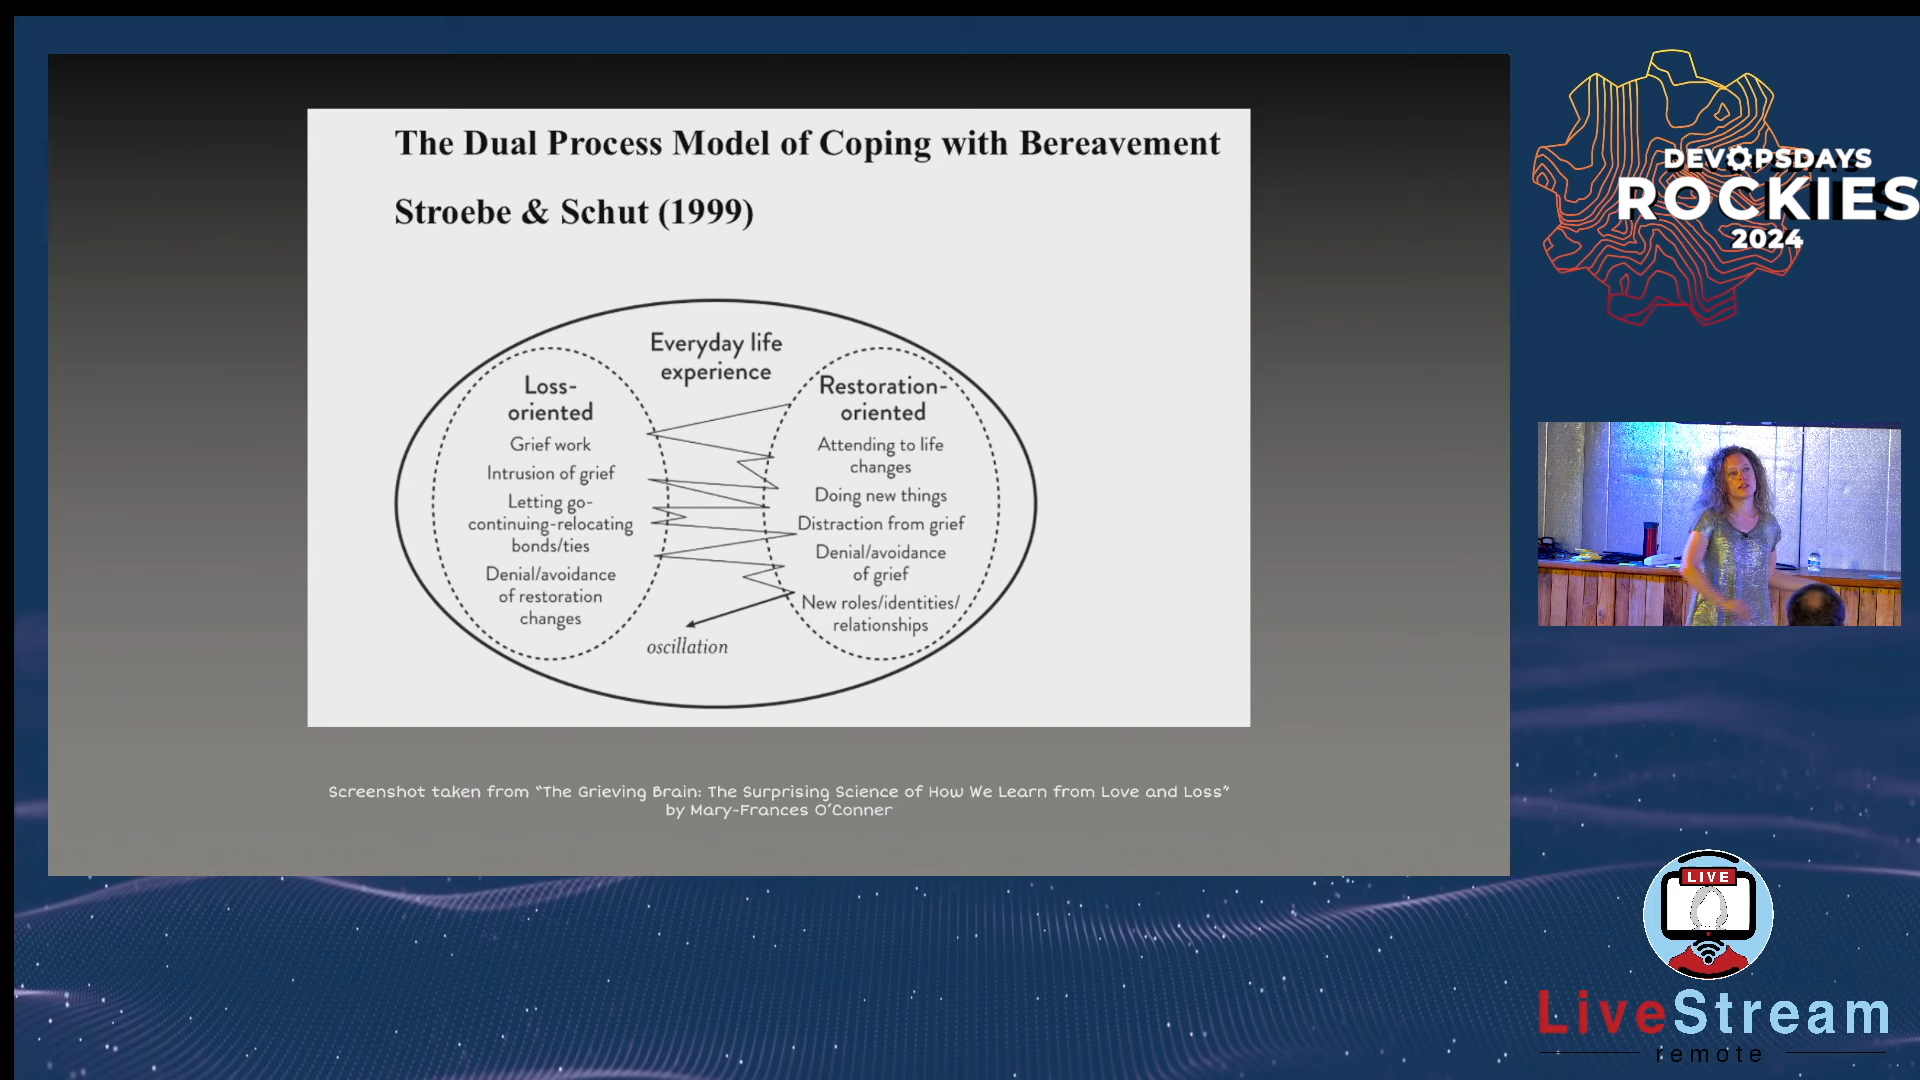 The Dual Process Model of Coping with Bereavement
Stroebe & Schut (1999)
Everyday life
experience
Loss-
oriented
Grief work
Intrusion of grief
Letting go-
continuing-relocating
bonds/ties
Denial/avoidance
of restoration
changes
Restoration-
oriented
Attending to life
changes
Doing new things
Distraction from grief
Denial/avoidance
of grief
New roles/identities/
relationships
oscillation
Screenshot taken from “The Grieving Brain: The Surprising Science of How We Learn from Love and Loss”
by Mary-Frances O'Conner
DEVOPSDAYS
ROCKIES
2024
LIVE
LiveStream
remote